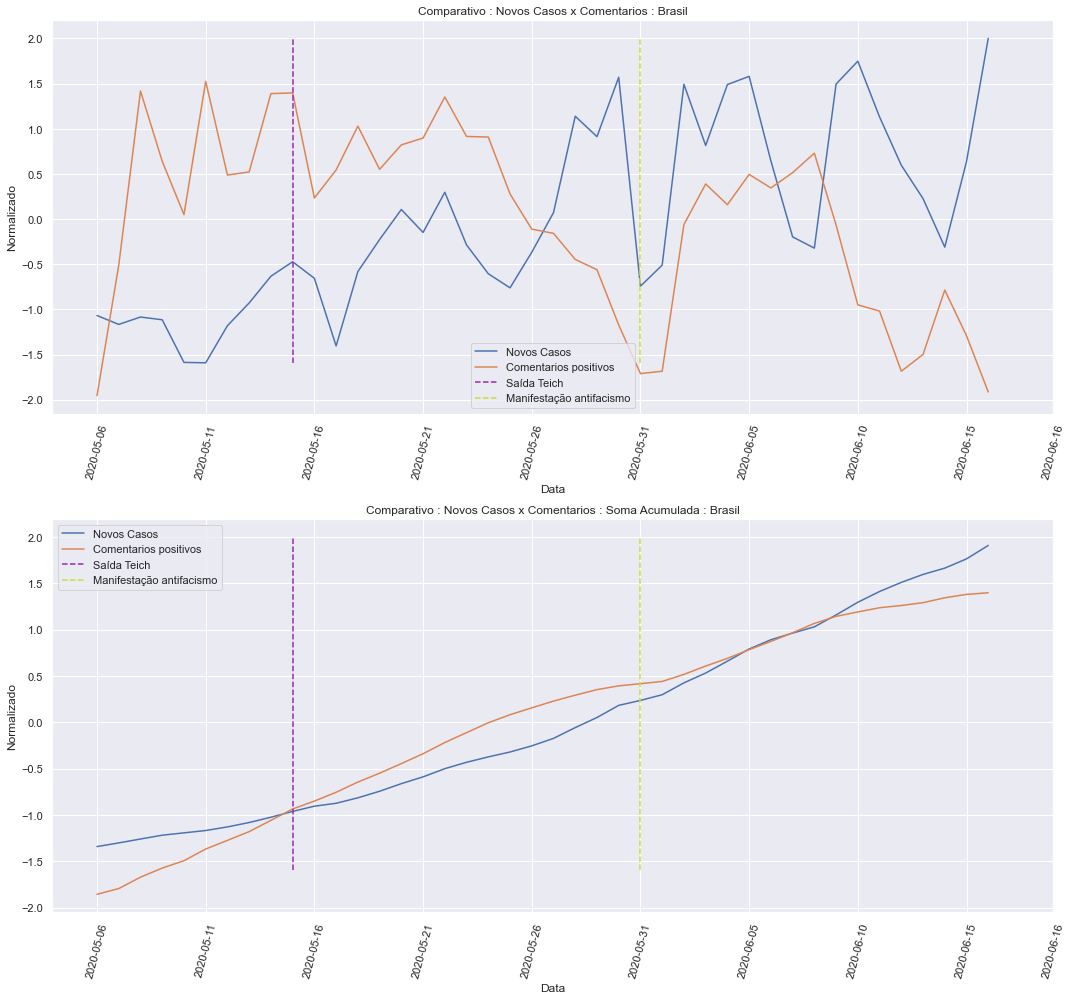 Comparativo : Novos Casos x Comentarios : Brasil
2.0
1.5
1.0
0.5
0.0
−0.5
−1.0
−1.5
−2.0
Normalizado
Novos Casos
Comentarios positivos
Saída Teich
Manifestação antifacismo
2020-05-06
2020-05-11
2020-05-16
2020-05-21
2020-05-26
2020-05-31
2020-06-05
2020-06-10
2020-06-15
2020-06-16
Data
Comparativo : Novos Casos x Comentarios : Soma Acumulada : Brasil
Novos Casos
Comentarios positivos
Saída Teich
Manifestação antifacismo
2.0
1.5
1.0
0.5
0.0
−0.5
−1.0
−1.5
−2.0
Normalizado
2020-05-06
2020-05-11
2020-05-16
2020-05-21
2020-05-26
2020-05-31
2020-06-05
2020-06-10
2020-06-15
2020-06-16
Data